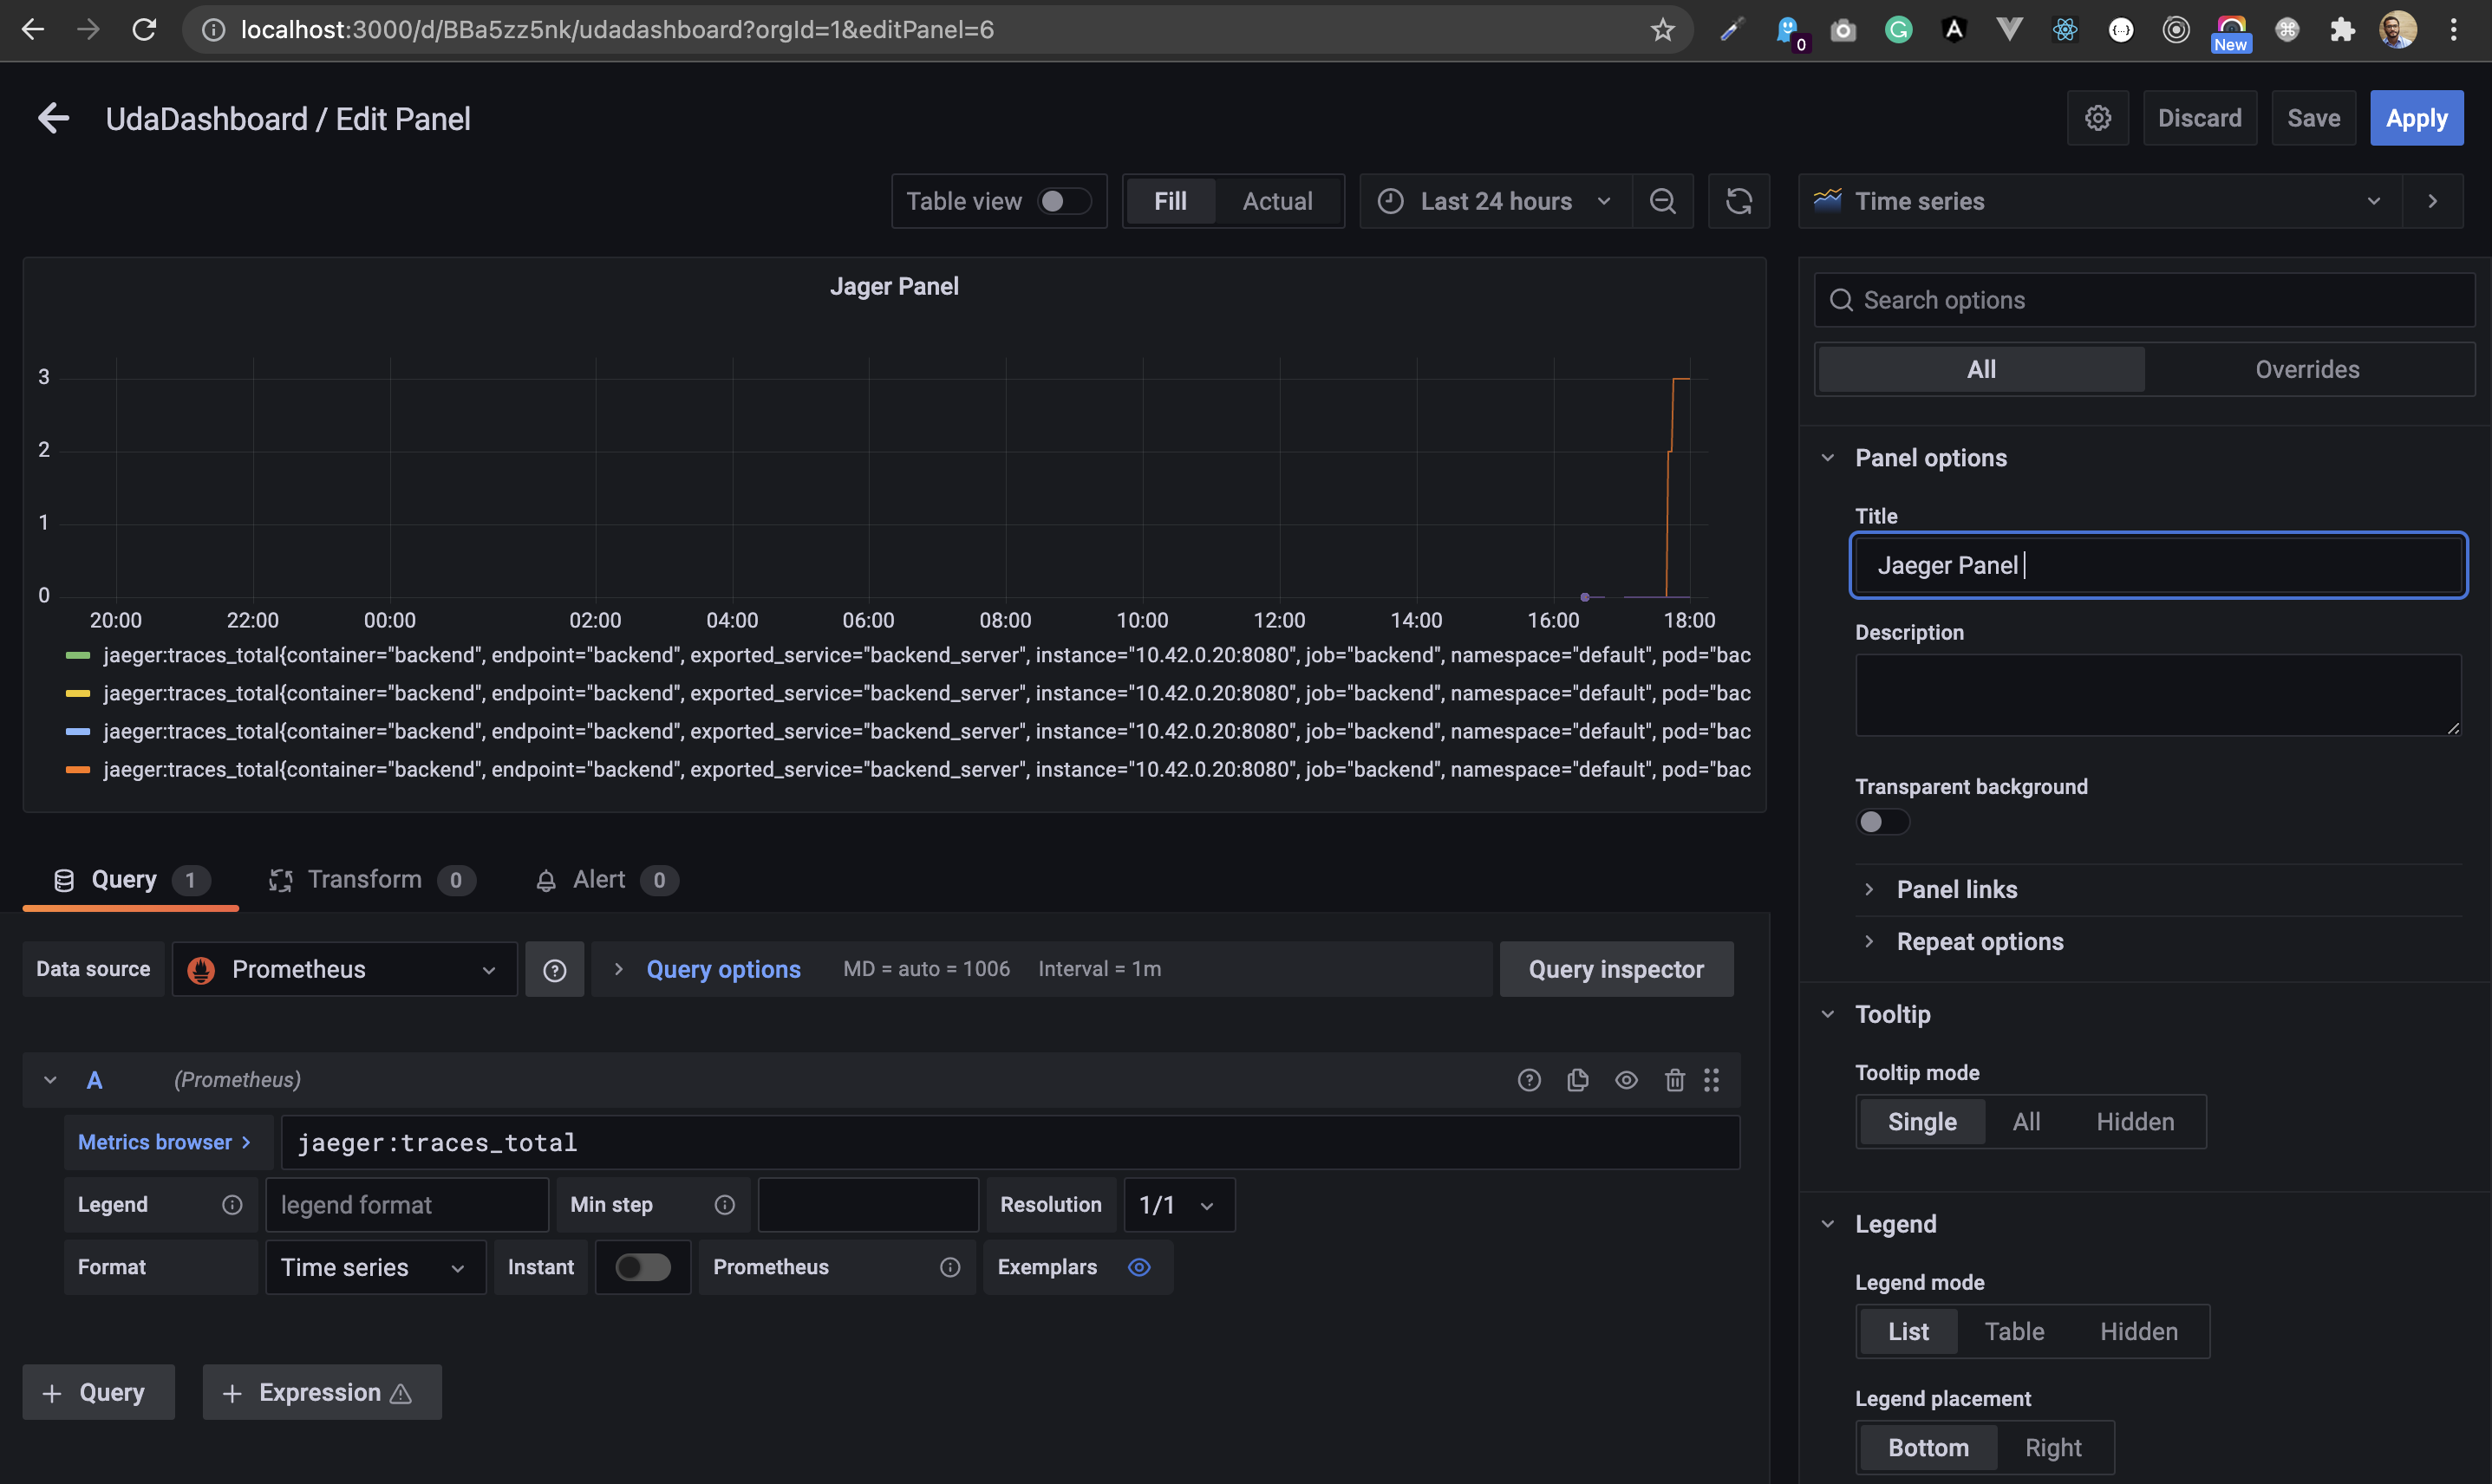 localhost:3000/d/BBa5zz5nk/udadashboard?orgId=1&editPanel=6
0
New
UdaDashboard / Edit Panel
Discard
Save
Apply
Table view
Fill
Actual
Last 24 hours
Time series
Jager Panel
3
2
1
0
20:00 22:00 00:00 02:00 04:00 06:00 08:00 10:00 12:00 14:00 16:00 18:00
jaeger:traces_total{container="backend", endpoint="backend", exported_service="backend_server", instance="10.42.0.20:8080", job="backend", namespace="default", pod="bac
jaeger:traces_total{container="backend", endpoint="backend", exported_service="backend_server", instance="10.42.0.20:8080", job="backend", namespace="default", pod="bac
jaeger:traces_total{container="backend", endpoint="backend", exported_service="backend_server", instance="10.42.0.20:8080", job="backend", namespace="default", pod="bac
jaeger:traces_total{container="backend", endpoint="backend", exported_service="backend_server", instance="10.42.0.20:8080", job="backend", namespace="default", pod="bac
Query 1
Transform 0
Alert 0
Data source
Prometheus
Query options
MD = auto = 1006
Interval = 1m
Query inspector
A
(Prometheus)
Metrics browser >
jaeger:traces_total
Legend
legend format
Min step
Resolution
1/1
Format
Time series
Instant
Prometheus
Exemplars
+ Query
+ Expression
Search options
All
Overrides
Panel options
Title
Jaeger Panel
Description
Transparent background
Panel links
Repeat options
Tooltip
Tooltip mode
Single
All
Hidden
Legend
Legend mode
List
Table
Hidden
Legend placement
Bottom
Right